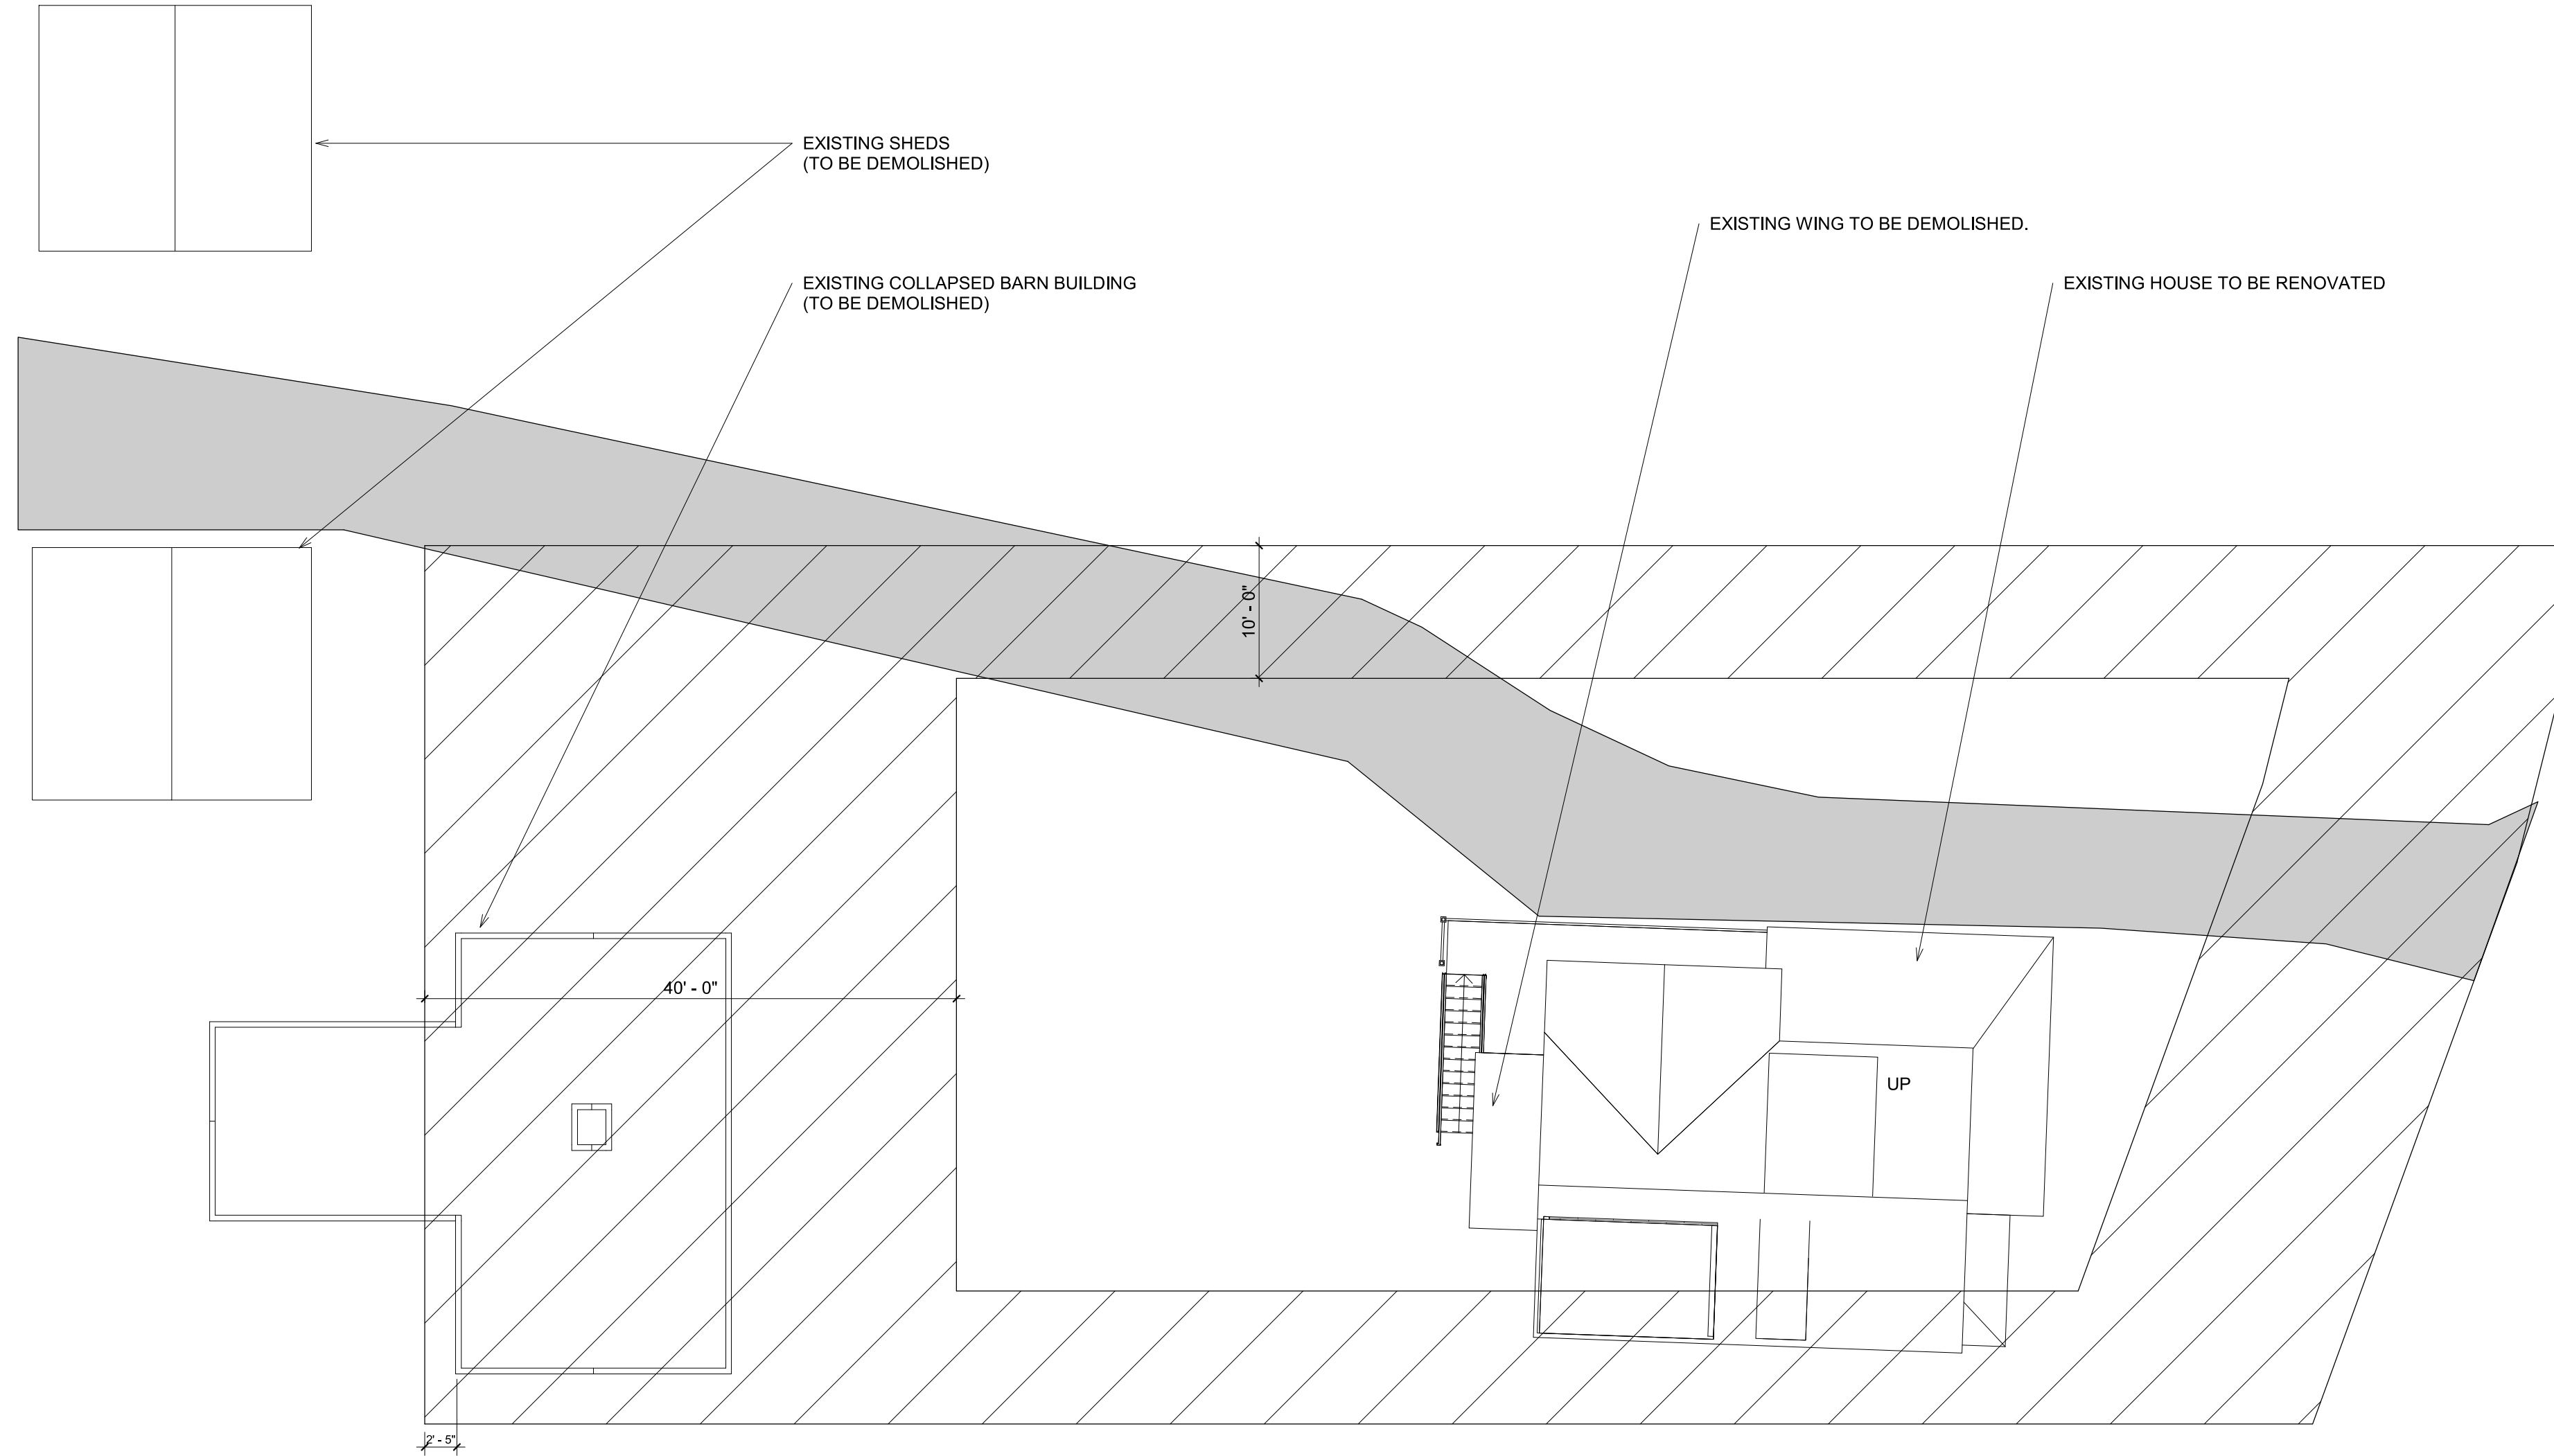 EXISTING SHEDS
(TO BE DEMOLISHED)
EXISTING WING TO BE DEMOLISHED.
EXISTING COLLAPSED BARN BUILDING
(TO BE DEMOLISHED)
EXISTING HOUSE TO BE RENOVATED
10' - 0"
40' - 0"
UP
2' - 5"